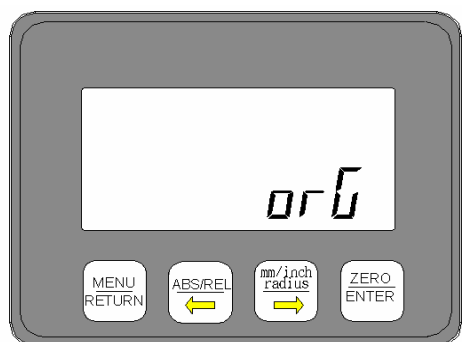 orG
MENU
RETURN
ABS/REL
mm/inch
radius
ZERO
ENTER